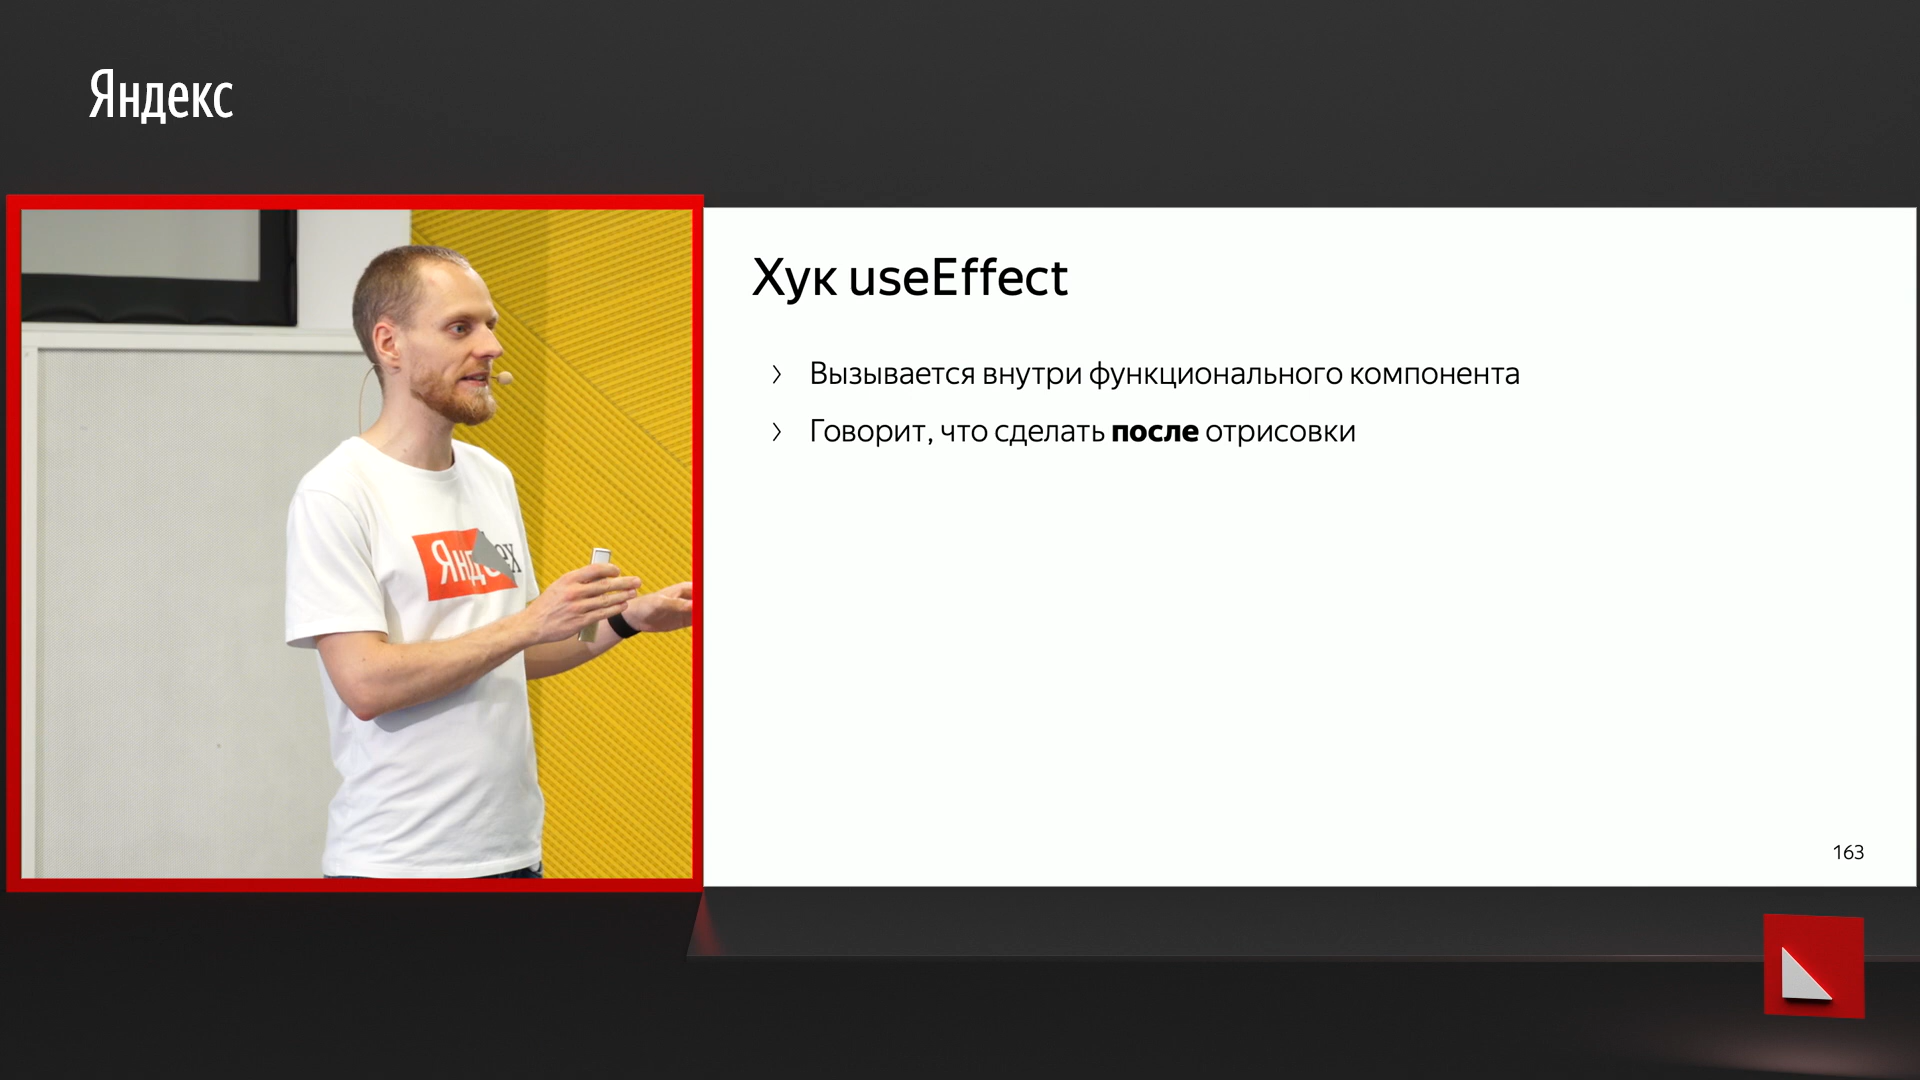 Яндекс
Хук useEffect
Вызывается внутри функционального компонента
Говорит, что сделать после отрисовки
163